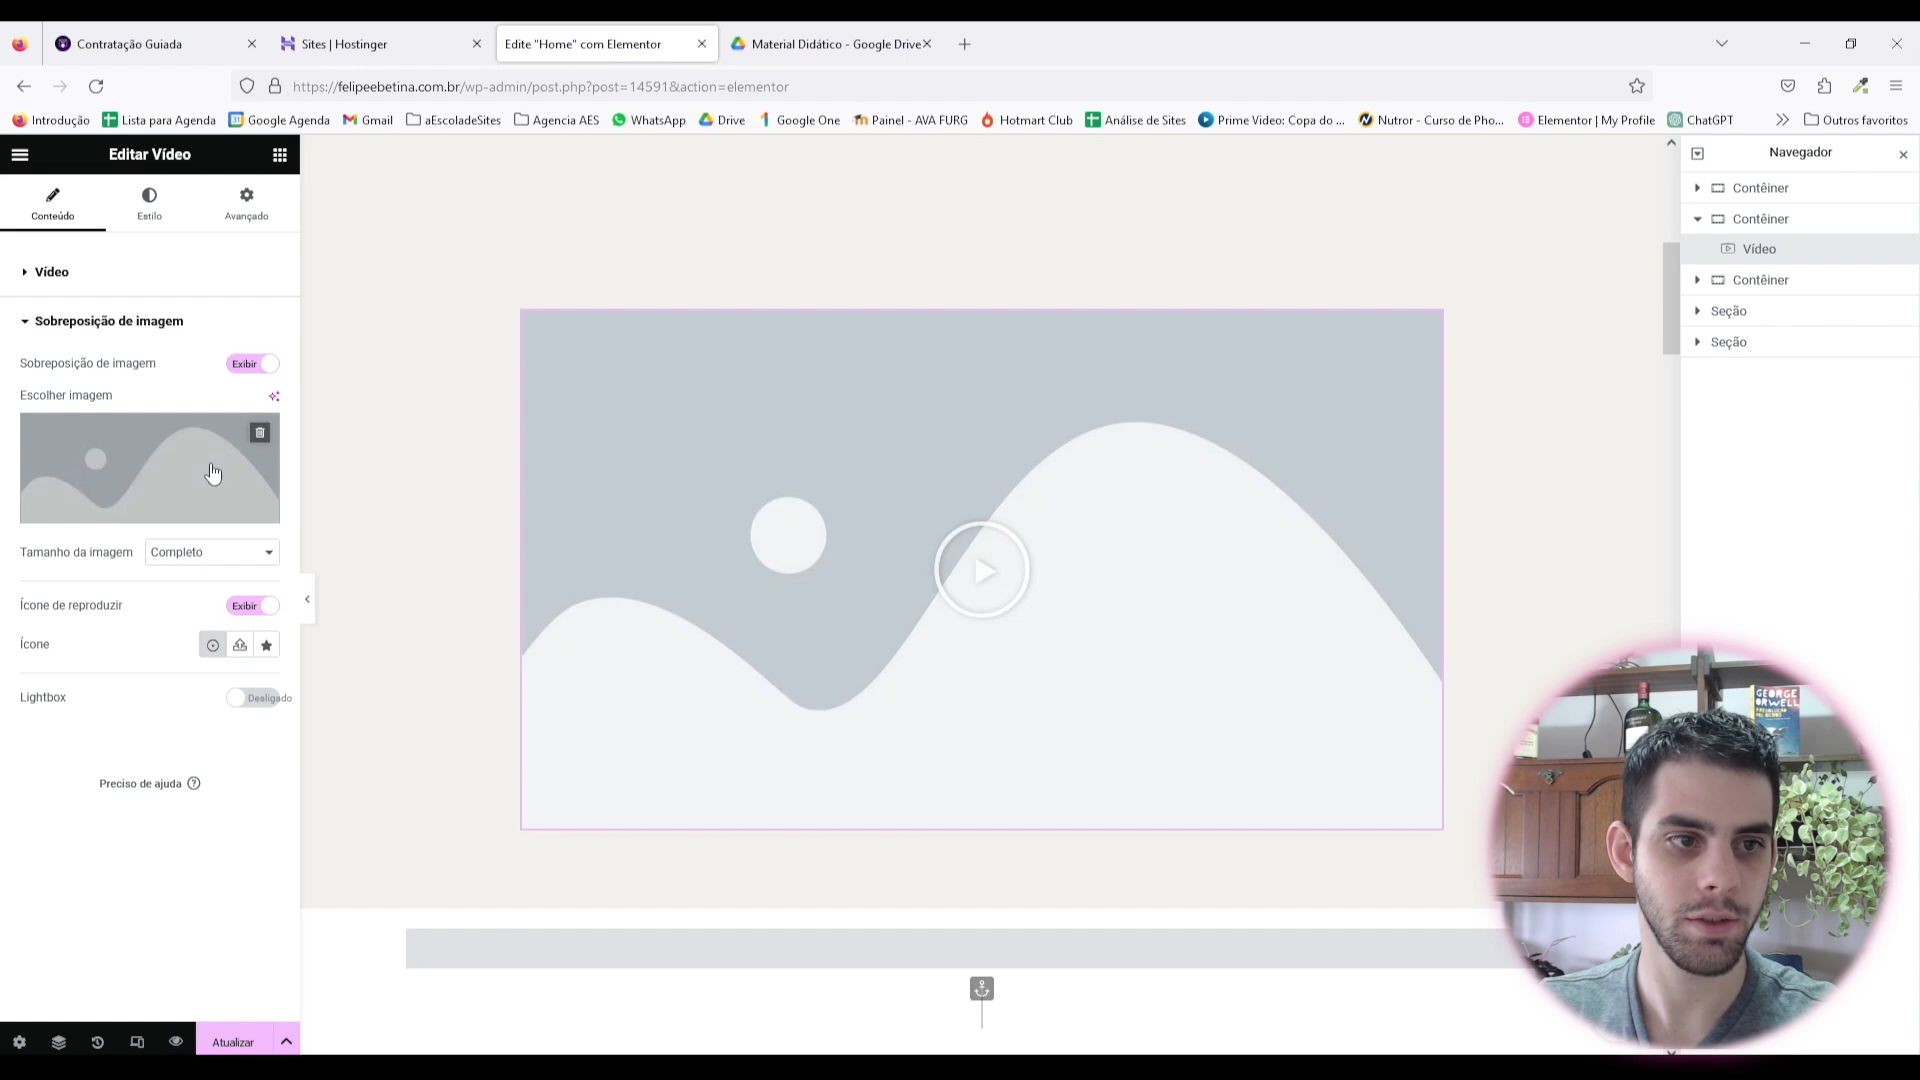 Contratação Guiada
Sites | Hostinger
Edite "Home" com Elementor
Material Didático - Google Drive
https://felipeebetina.com.br/wp-admin/post.php?post=14591&action=elementor
Introdução
Lista para Agenda
Google Agenda
Gmail
aEscoladeSites
Agencia AES
WhatsApp
Drive
Google One
Painel - AVA FURG
Hotmart Club
Análise de Sites
Prime Video: Copa do ...
Nutror - Curso de Pho...
Elementor | My Profile
ChatGPT
Outros favoritos
Editar Vídeo
Conteúdo
Estilo
Avançado
Vídeo
Sobreposição de imagem
Sobreposição de imagem
Exibir
Escolher imagem
Tamanho da imagem
Completo
Ícone de reproduzir
Exibir
Ícone
Lightbox
Desligado
Preciso de ajuda
Atualizar
Navegador
Contêiner
Contêiner
Vídeo
Contêiner
Seção
Seção
GEORGE
ORWELL